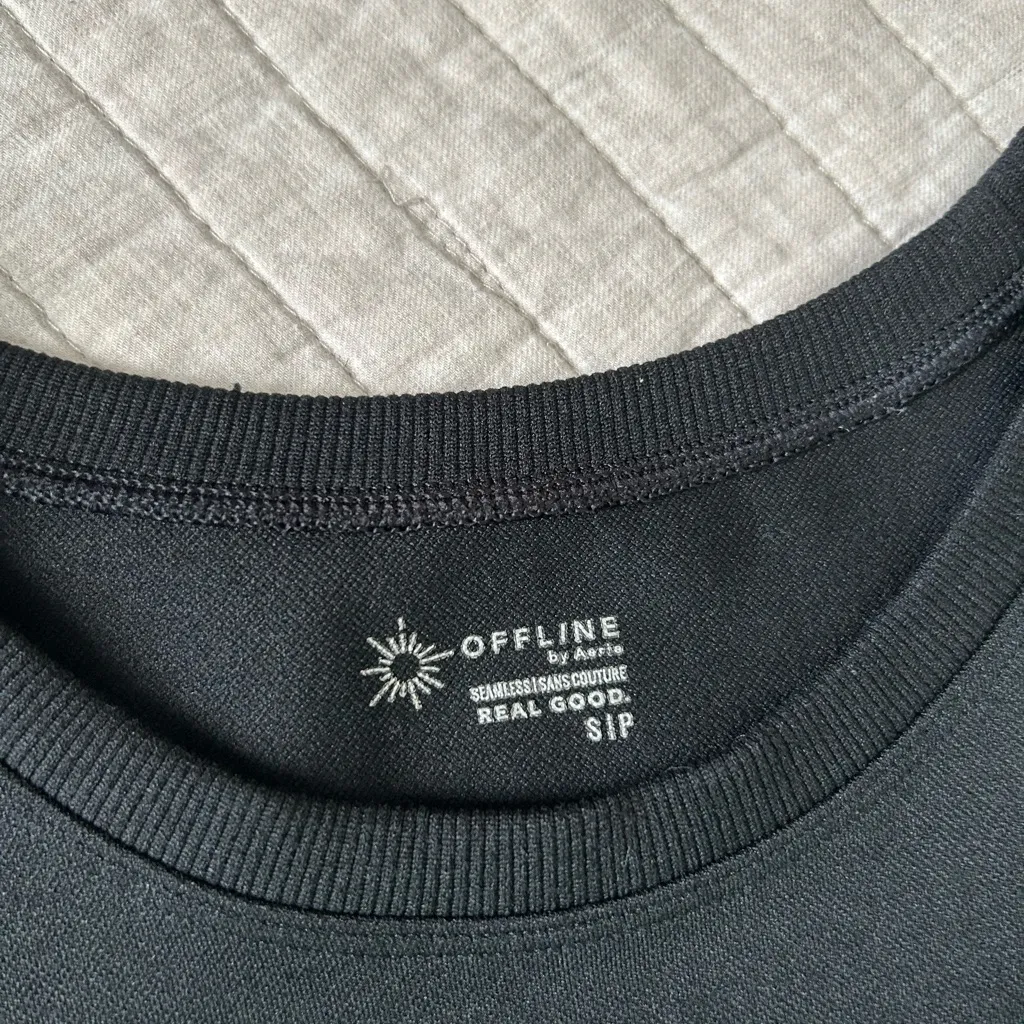 OFFLINE
by Aerie
SEAMLESS | SANS COUTURE
REAL GOOD.
S|P